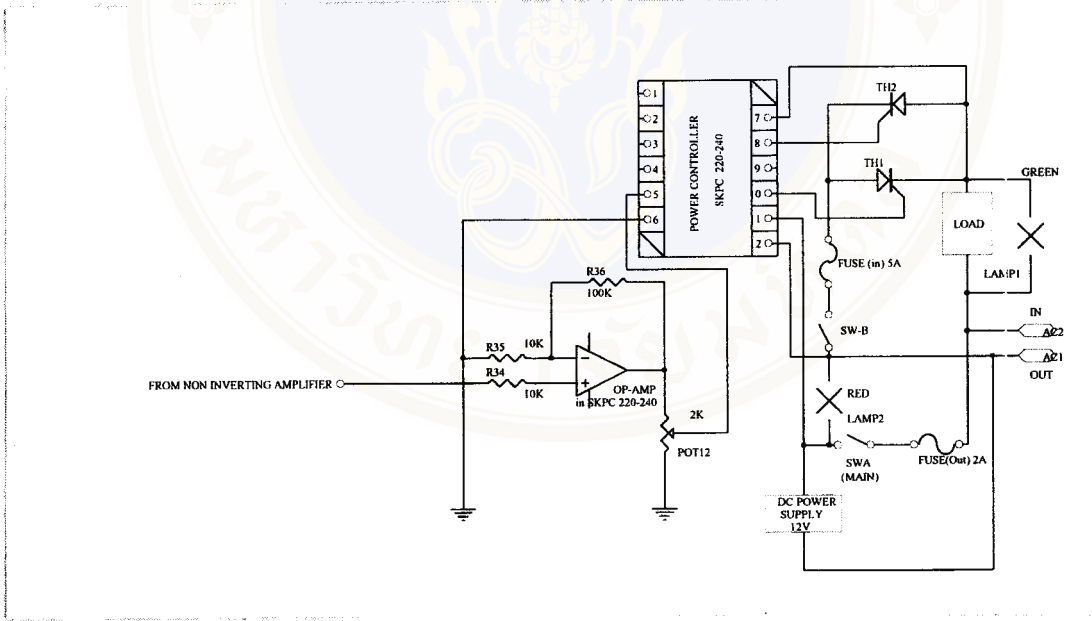 1
2
3
4
5
6
POWER CONTROLLER
SKPC 220-240
7
8
9
0
1
2
TH2
TH1
GREEN
LOAD
LAMP1
FUSE (in) 5A
SW-B
IN
AC2
AC1
OUT
RED
LAMP2
SWA
(MAIN)
FUSE(Out) 2A
DC POWER
SUPPLY
12V
R36
100K
R35
10K
R34
10K
OP-AMP
in SKPC 220-240
2K
POT12
FROM NON INVERTING AMPLIFIER